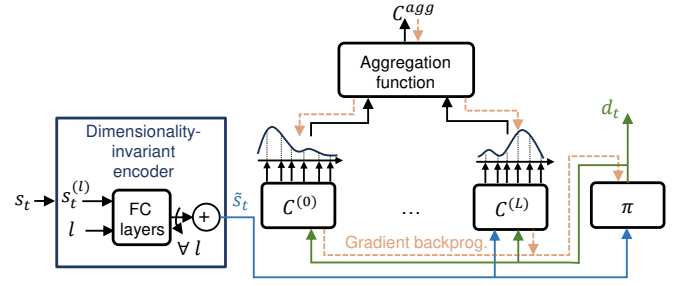 C^{agg}
Aggregation
function
d_t
Dimensionality-
invariant
encoder
s_t
s_t^{(l)}
FC
layers
+
s̃_t
l
∀ l
C^{(0)}
...
C^{(L)}
π
Gradient backprog.